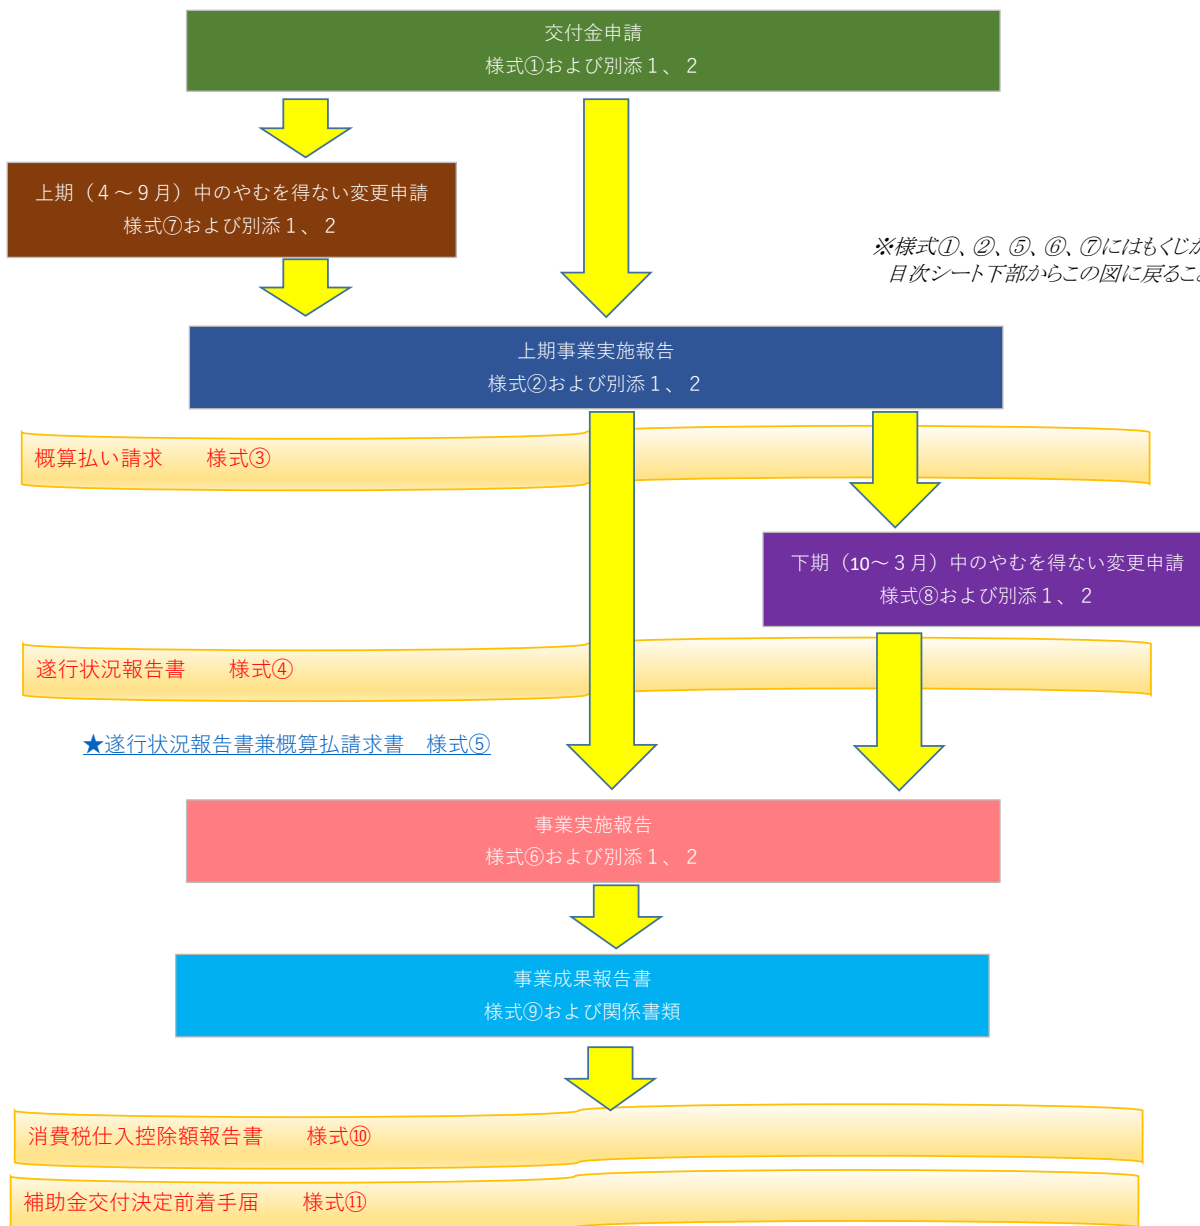 交付金申請
様式①および別添１、２
上期（４～９月）中のやむを得ない変更申請
様式⑦および別添１、２
※様式①、②、⑤、⑥、⑦にはもくじか
目次シート下部からこの図に戻るこ
上期事業実施報告
様式②および別添１、２
概算払い請求　　様式③
下期（10～３月）中のやむを得ない変更申請
様式⑧および別添１、２
遂行状況報告書　　様式④
★遂行状況報告書兼概算払請求書　様式⑤
事業実施報告
様式⑥および別添１、２
事業成果報告書
様式⑨および関係書類
消費税仕入控除額報告書　　様式⑩
補助金交付決定前着手届　　様式⑪